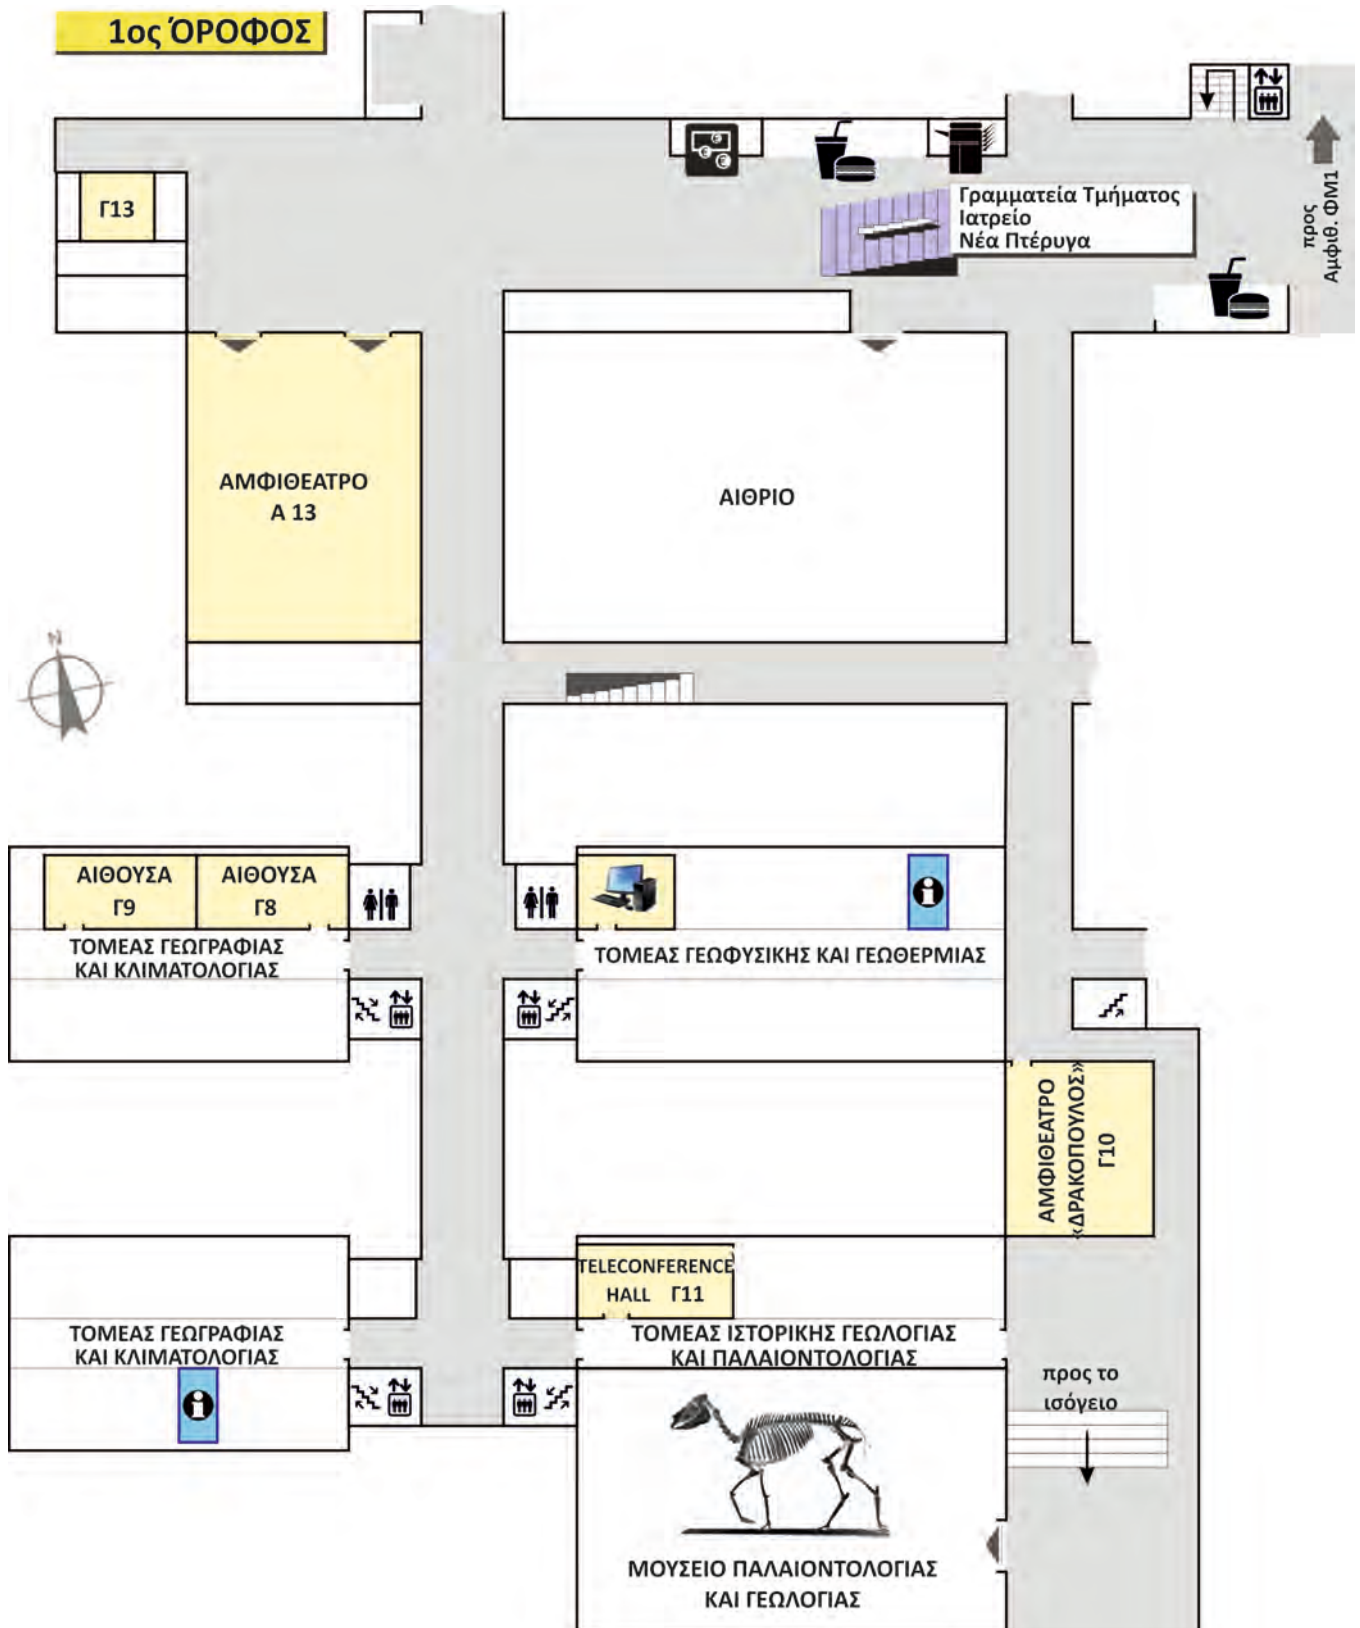 1ος ΌΡΟΦΟΣ
Γραμματεία Τμήματος
Ιατρείο
Νέα Πτέρυγα
προς
Αμφιθ. ΦΜ1
Γ13
ΑΜΦΙΘΕΑΤΡΟ
Α 13
ΑΙΘΡΙΟ
N
ΑΙΘΟΥΣΑ
Γ9
ΑΙΘΟΥΣΑ
Γ8
ΤΟΜΕΑΣ ΓΕΩΓΡΑΦΙΑΣ
ΚΑΙ ΚΛΙΜΑΤΟΛΟΓΙΑΣ
ΤΟΜΕΑΣ ΓΕΩΦΥΣΙΚΗΣ ΚΑΙ ΓΕΩΘΕΡΜΙΑΣ
ΑΜΦΙΘΕΑΤΡΟ
«ΔΡΑΚΟΠΟΥΛΟΣ»
Γ10
TELECONFERENCE
HALL Γ11
ΤΟΜΕΑΣ ΓΕΩΓΡΑΦΙΑΣ
ΚΑΙ ΚΛΙΜΑΤΟΛΟΓΙΑΣ
ΤΟΜΕΑΣ ΙΣΤΟΡΙΚΗΣ ΓΕΩΛΟΓΙΑΣ
ΚΑΙ ΠΑΛΑΙΟΝΤΟΛΟΓΙΑΣ
προς το
ισόγειο
ΜΟΥΣΕΙΟ ΠΑΛΑΙΟΝΤΟΛΟΓΙΑΣ
ΚΑΙ ΓΕΩΛΟΓΙΑΣ